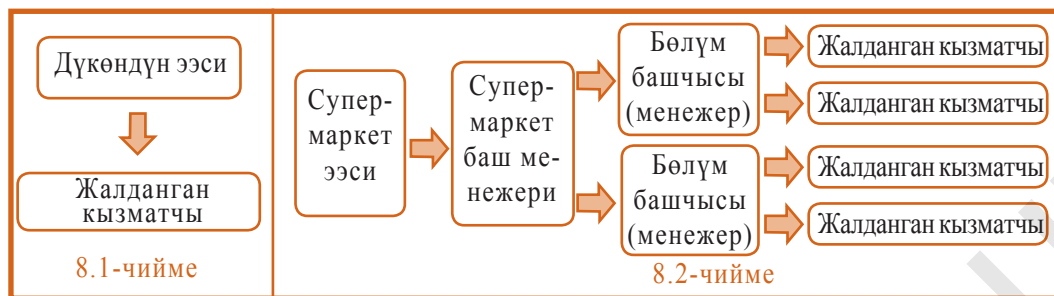 Дүкөндүн ээси
Жалданган
кызматчы
8.1-чийме
Супер-
маркет
ээси
Супер-
маркет
баш ме-
нежери
Бөлүм
башчысы
(менежер)
Жалданган кызматчы
Жалданган кызматчы
Бөлүм
башчысы
(менежер)
Жалданган кызматчы
Жалданган кызматчы
8.2-чийме